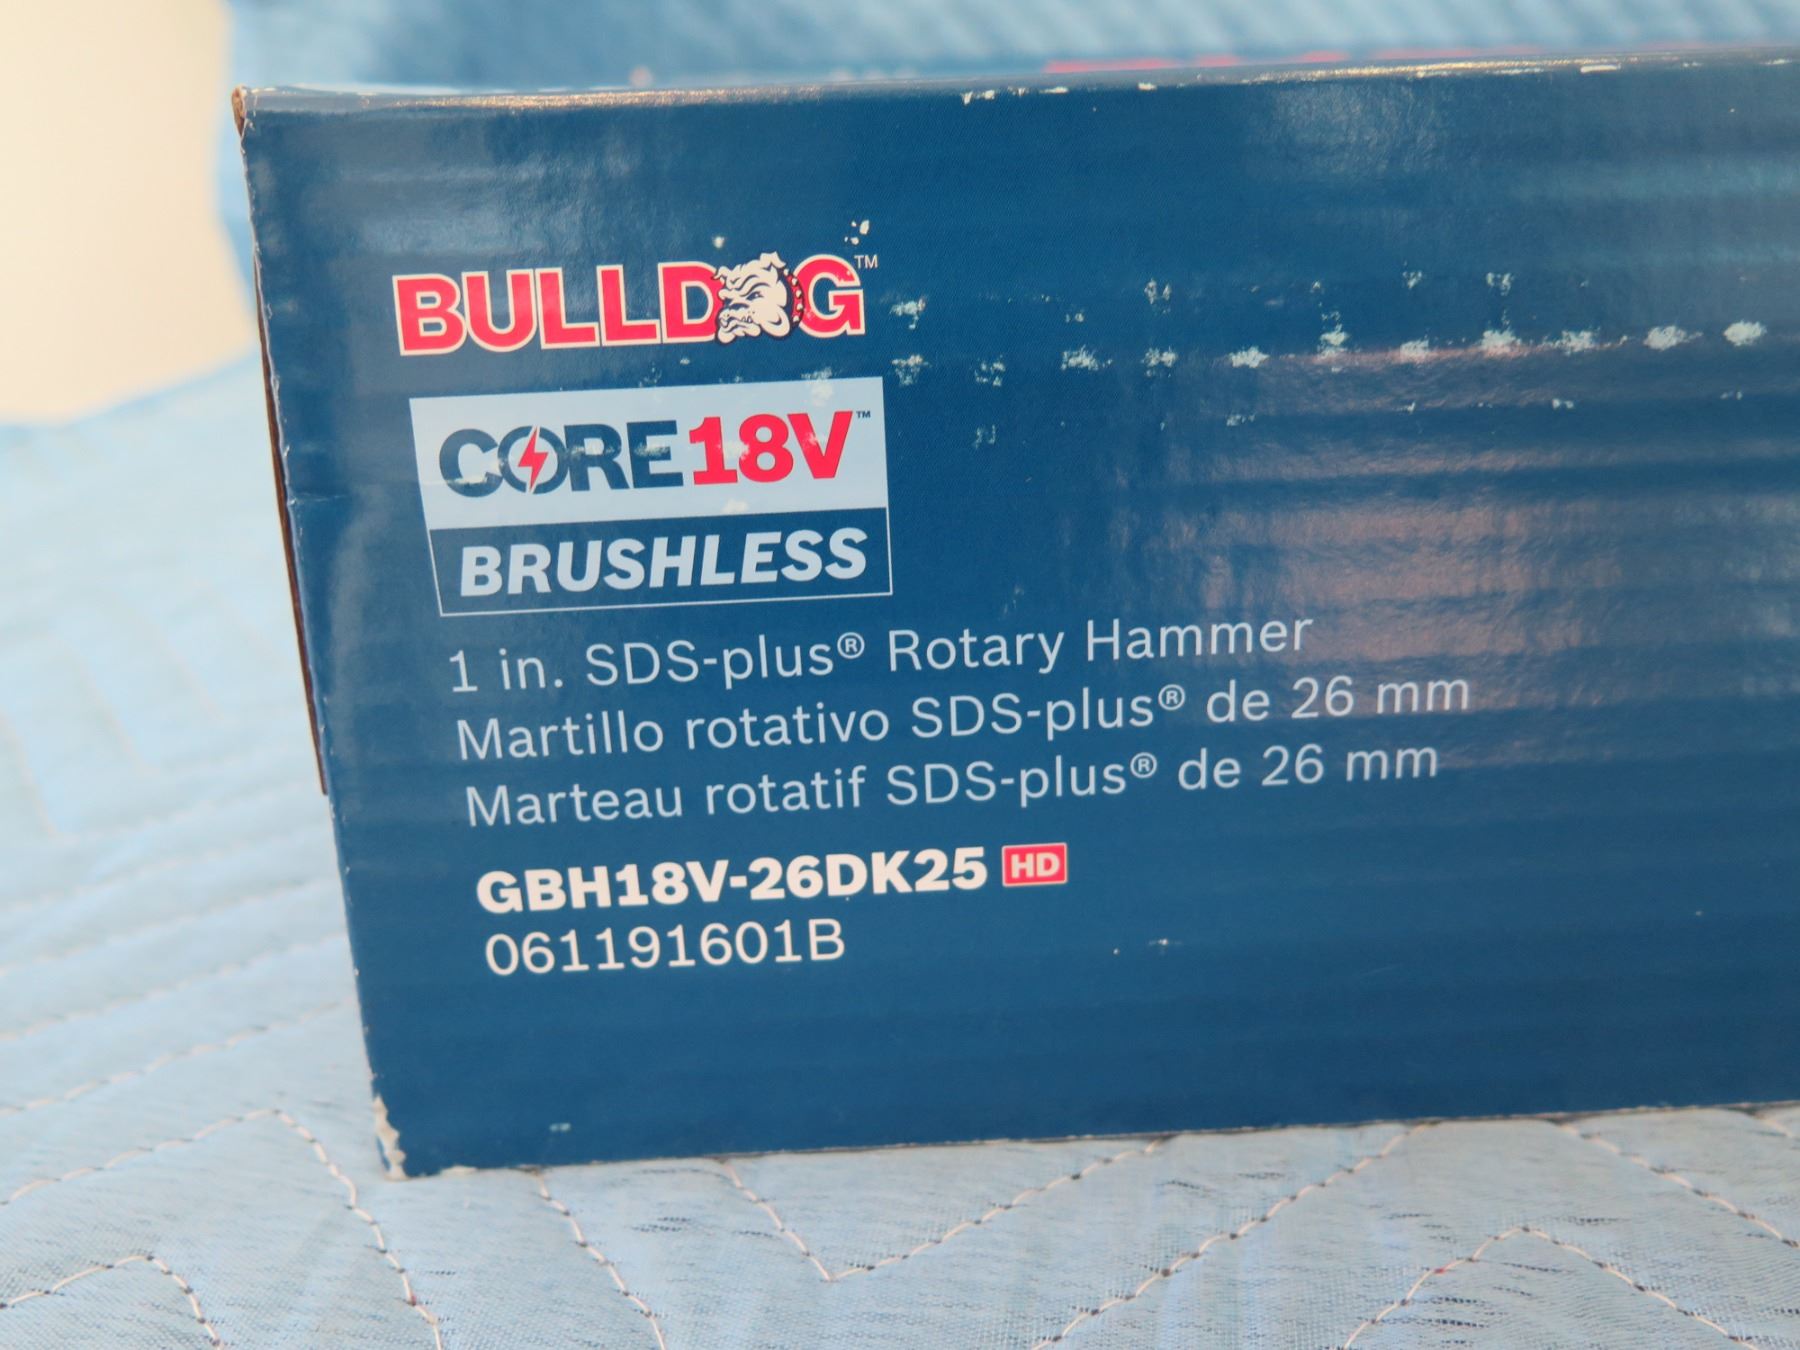 BULLDOG™
CORE18V™
BRUSHLESS
1 in. SDS-plus® Rotary Hammer
Martillo rotativo SDS-plus® de 26 mm
Marteau rotatif SDS-plus® de 26 mm
GBH18V-26DK25 HD
061191601B